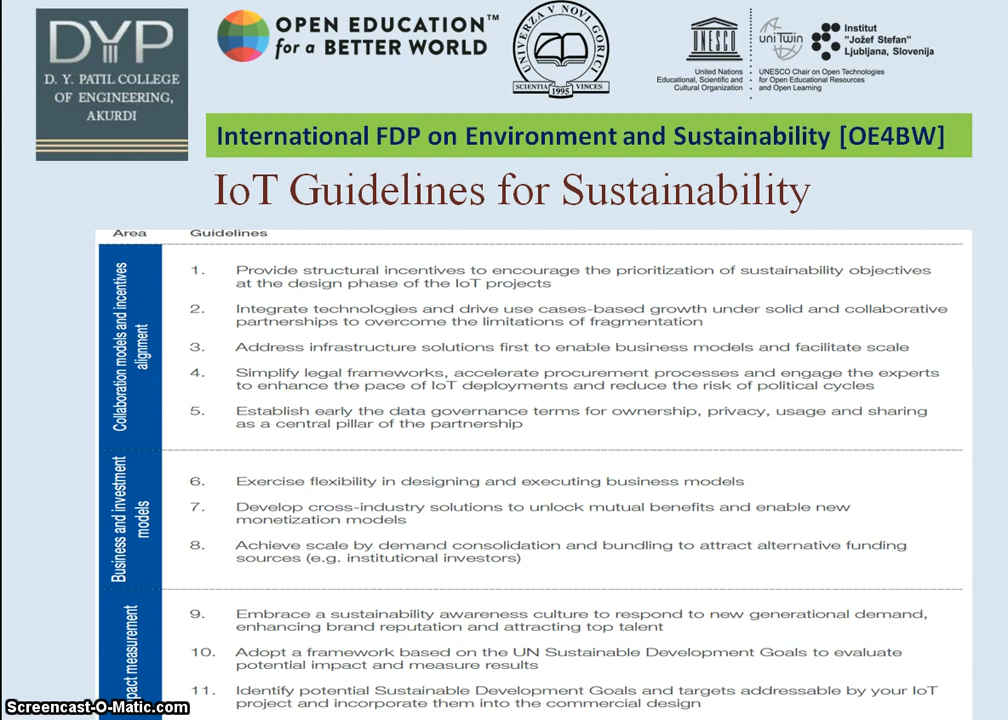 DYP
D. Y. PATIL COLLEGE
OF ENGINEERING,
AKURDI
OPEN EDUCATION™
for a BETTER WORLD
UNIVERZA V NOVI GORICI
SCIENTIA VINCES
1995
UNESCO
United Nations
Educational, Scientific and
Cultural Organization
UniTwin
Institut
"Jožef Stefan"
Ljubljana, Slovenija
UNESCO Chair on Open Technologies
for Open Educational Resources
and Open Learning
International FDP on Environment and Sustainability [OE4BW]
IoT Guidelines for Sustainability
Area Guidelines
Collaboration models and incentives
alignment
1. Provide structural incentives to encourage the prioritization of sustainability objectives
at the design phase of the IoT projects
2. Integrate technologies and drive use cases-based growth under solid and collaborative
partnerships to overcome the limitations of fragmentation
3. Address infrastructure solutions first to enable business models and facilitate scale
4. Simplify legal frameworks, accelerate procurement processes and engage the experts
to enhance the pace of IoT deployments and reduce the risk of political cycles
5. Establish early the data governance terms for ownership, privacy, usage and sharing
as a central pillar of the partnership
Business and investment
models
6. Exercise flexibility in designing and executing business models
7. Develop cross-industry solutions to unlock mutual benefits and enable new
monetization models
8. Achieve scale by demand consolidation and bundling to attract alternative funding
sources (e.g. institutional investors)
pact measurement
9. Embrace a sustainability awareness culture to respond to new generational demand,
enhancing brand reputation and attracting top talent
10. Adopt a framework based on the UN Sustainable Development Goals to evaluate
potential impact and measure results
11. Identify potential Sustainable Development Goals and targets addressable by your IoT
project and incorporate them into the commercial design
Screencast-O-Matic.com